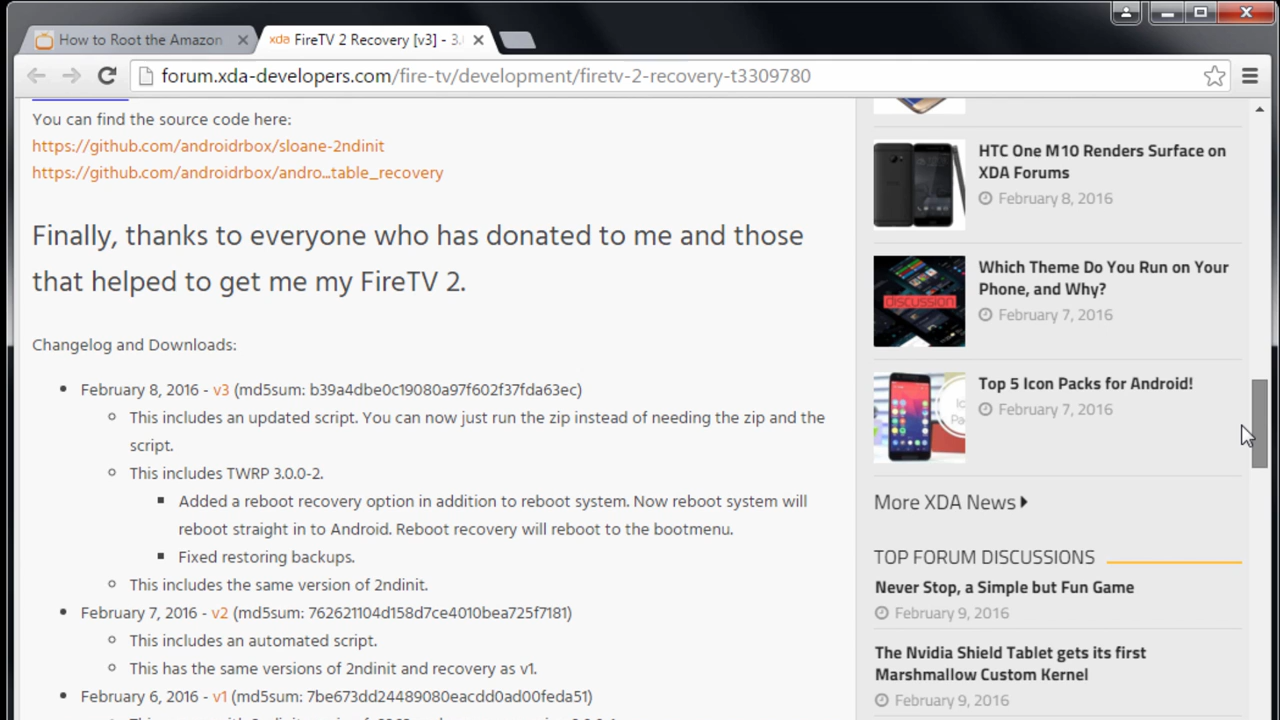 How to Root the Amazon
xda FireTV 2 Recovery [v3] - 3.
forum.xda-developers.com/fire-tv/development/firetv-2-recovery-t3309780
You can find the source code here:
https://github.com/androidrbox/sloane-2ndinit
https://github.com/androidrbox/andro...table_recovery
Finally, thanks to everyone who has donated to me and those
that helped to get me my FireTV 2.
Changelog and Downloads:
February 8, 2016 - v3 (md5sum: b39a4dbe0c19080a97f602f37fda63ec)
This includes an updated script. You can now just run the zip instead of needing the zip and the
script.
This includes TWRP 3.0.0-2.
Added a reboot recovery option in addition to reboot system. Now reboot system will
reboot straight in to Android. Reboot recovery will reboot to the bootmenu.
Fixed restoring backups.
This includes the same version of 2ndinit.
February 7, 2016 - v2 (md5sum: 762621104d158d7ce4010bea725f7181)
This includes an automated script.
This has the same versions of 2ndinit and recovery as v1.
February 6, 2016 - v1 (md5sum: 7be673dd24489080eacdd0ad00feda51)
HTC One M10 Renders Surface on
XDA Forums
February 8, 2016
discussion
Which Theme Do You Run on Your
Phone, and Why?
February 7, 2016
Top 5 Icon Packs for Android!
February 7, 2016
More XDA News
TOP FORUM DISCUSSIONS
Never Stop, a Simple but Fun Game
February 9, 2016
The Nvidia Shield Tablet gets its first
Marshmallow Custom Kernel
February 9, 2016